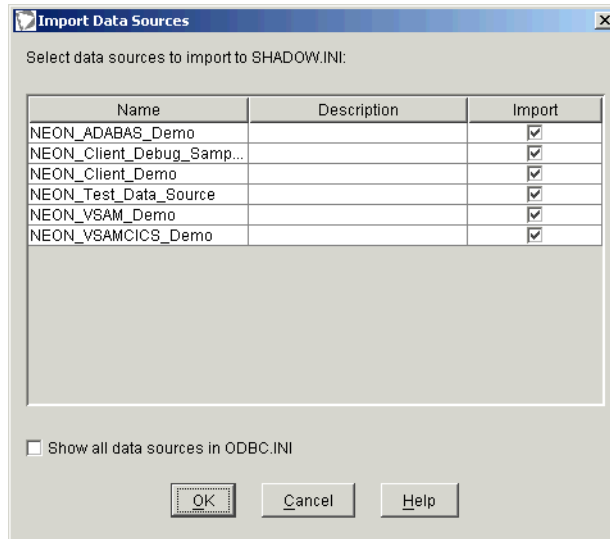 Import Data Sources
Select data sources to import to SHADOW.INI:
Name Description Import
NEON_ADABAS_Demo
NEON_Client_Debug_Samp...
NEON_Client_Demo
NEON_Test_Data_Source
NEON_VSAM_Demo
NEON_VSAMCICS_Demo
Show all data sources in ODBC.INI
OK Cancel Help